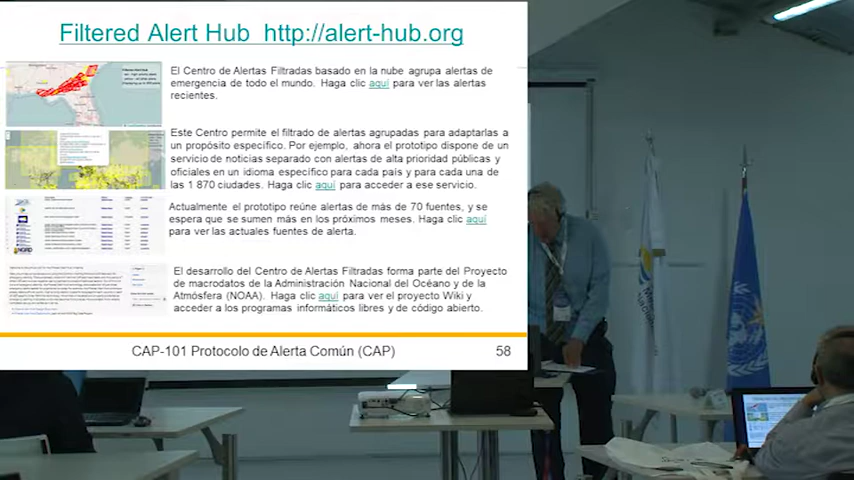 Filtered Alert Hub http://alert-hub.org
El Centro de Alertas Filtradas basado en la nube agrupa alertas de
emergencia de todo el mundo. Haga clic aquí para ver las alertas
recientes.
Este Centro permite el filtrado de alertas agrupadas para adaptarlas a
un propósito específico. Por ejemplo, ahora el prototipo dispone de un
servicio de noticias separado con alertas de alta prioridad públicas y
oficiales en un idioma específico para cada país y para cada una de
las 1 870 ciudades. Haga clic aquí para acceder a ese servicio.
Actualmente el prototipo reúne alertas de más de 70 fuentes, y se
espera que se sumen más en los próximos meses. Haga clic aquí
para ver las actuales fuentes de alerta.
El desarrollo del Centro de Alertas Filtradas forma parte del Proyecto
de macrodatos de la Administración Nacional del Océano y de la
Atmósfera (NOAA). Haga clic aquí para ver el proyecto Wiki y
acceder a los programas informáticos libres y de código abierto.
CAP-101 Protocolo de Alerta Común (CAP)
58